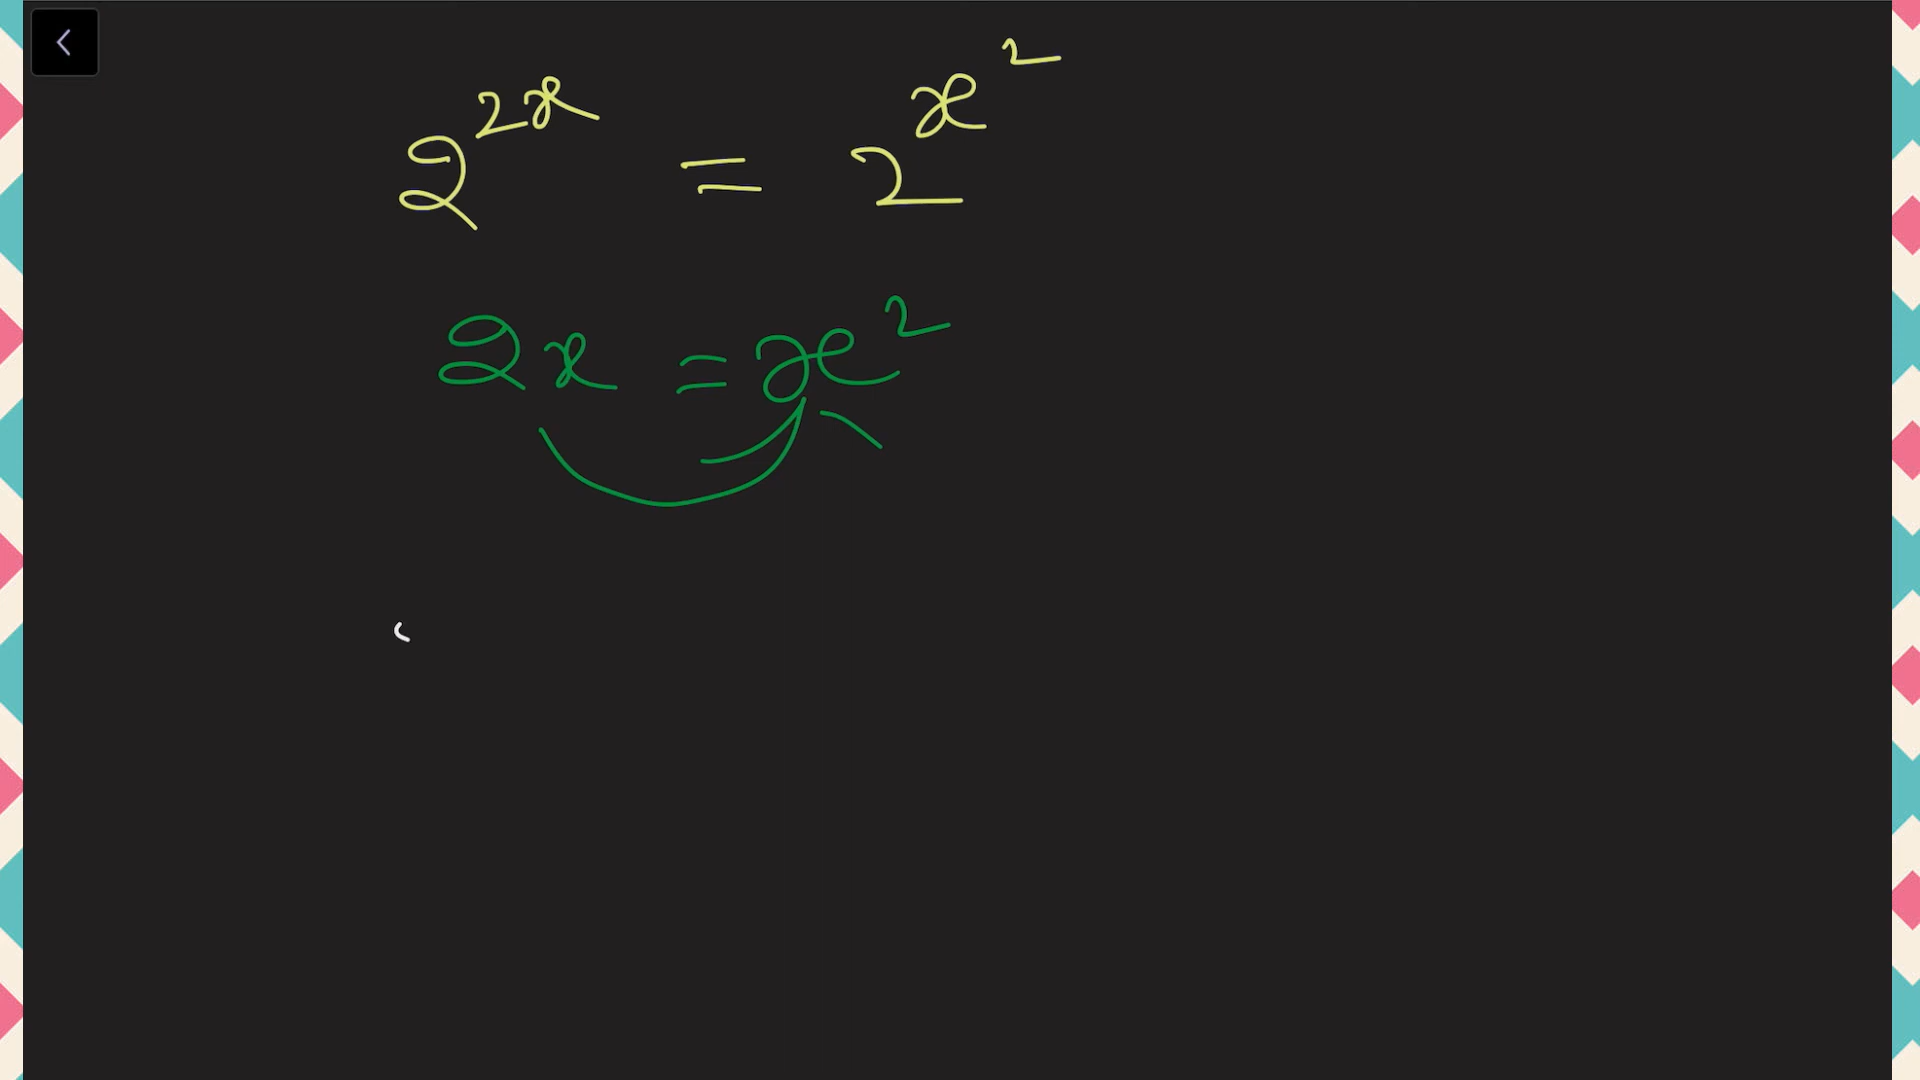 2^{2x} = 2^{x^2}
2x = x^2